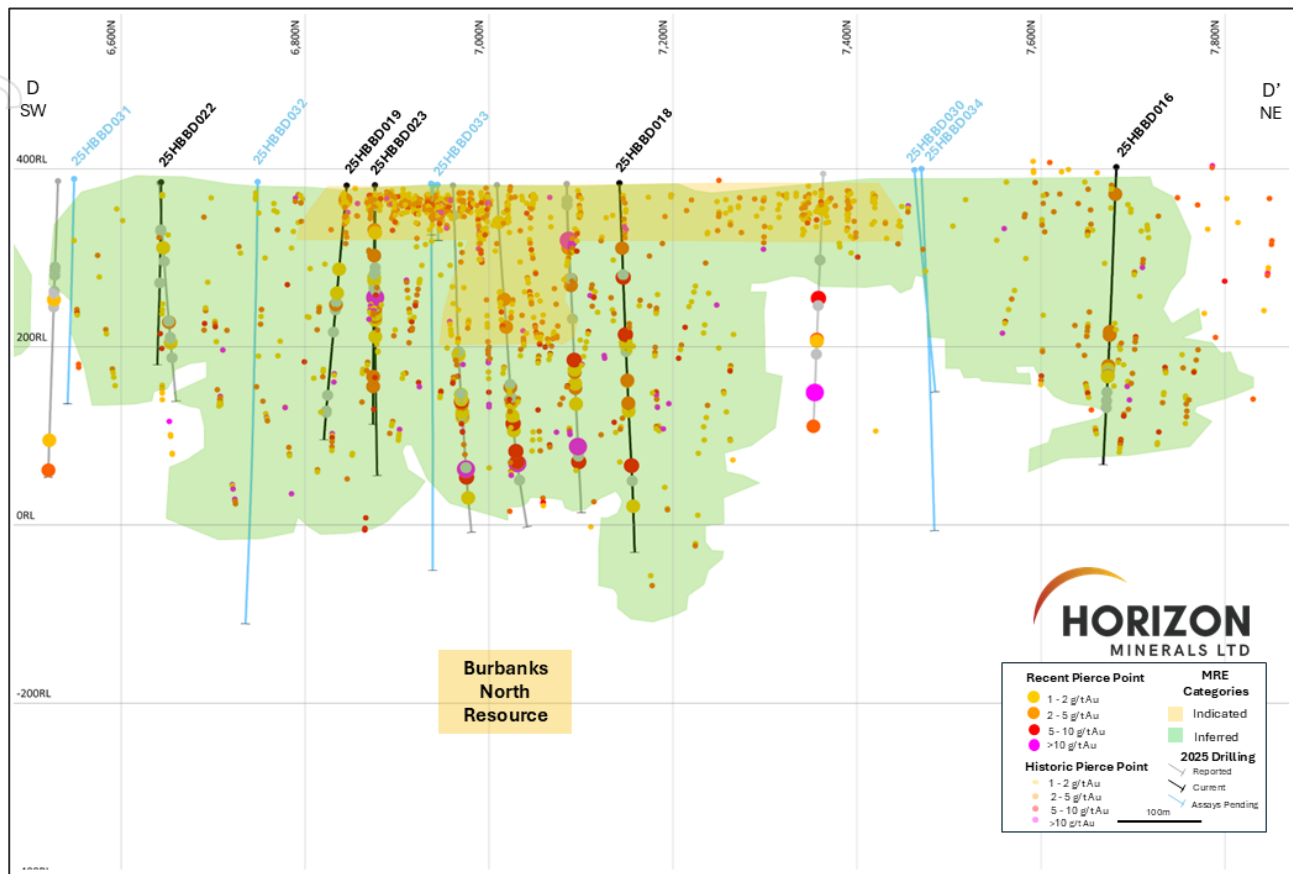 6,600N
6,800N
7,000N
7,200N
7,400N
7,600N
7,800N
D
SW
D'
NE
25HBBD031
25HBBD022
25HBBD032
25HBBD019
25HBBD023
25HBBD033
25HBBD018
25HBBD030
25HBBD034
25HBBD016
400RL
200RL
0RL
-200RL
Burbanks
North
Resource
HORIZON
MINERALS LTD
Recent Pierce Point
1 - 2 g/tAu
2 - 5 g/tAu
5 - 10 g/tAu
>10 g/tAu
Historic Pierce Point
1 - 2 g/tAu
2 - 5 g/tAu
5 - 10 g/tAu
>10 g/tAu
MRE
Categories
Indicated
Inferred
2025 Drilling
Reported
Current
Assays Pending
100m